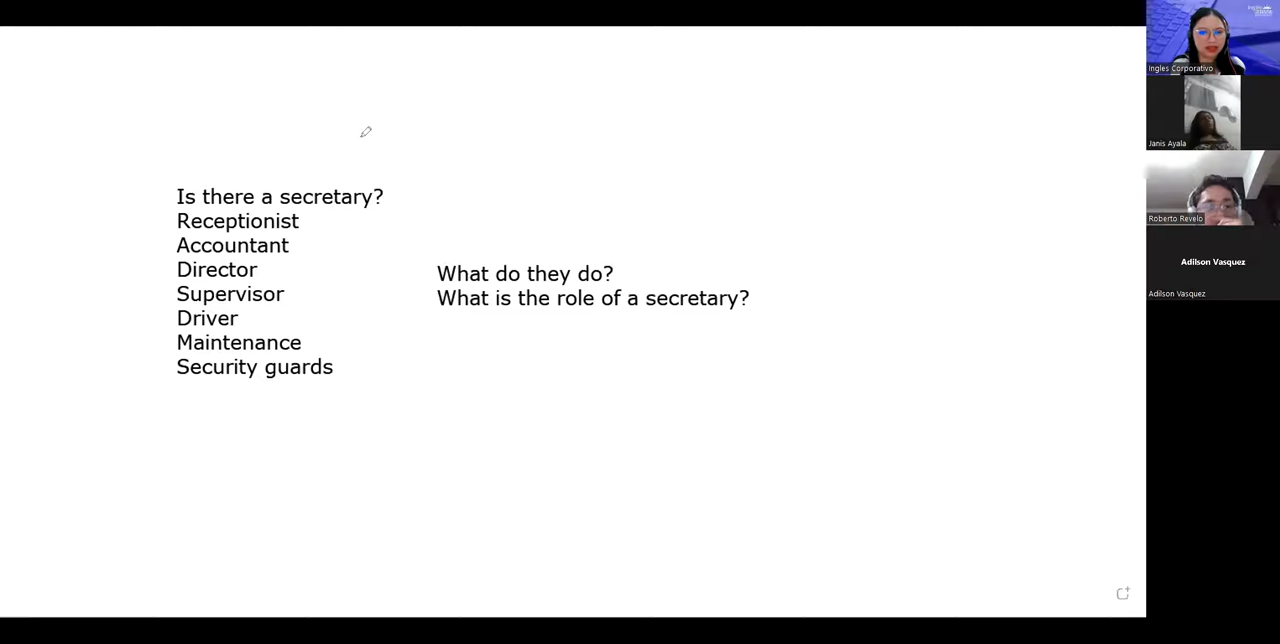 Is there a secretary?
Receptionist
Accountant
Director
Supervisor
Driver
Maintenance
Security guards
What do they do?
What is the role of a secretary?
Ingles Corporativo
Janis Ayala
Roberto Revelo
Adilson Vasquez
Adilson Vasquez